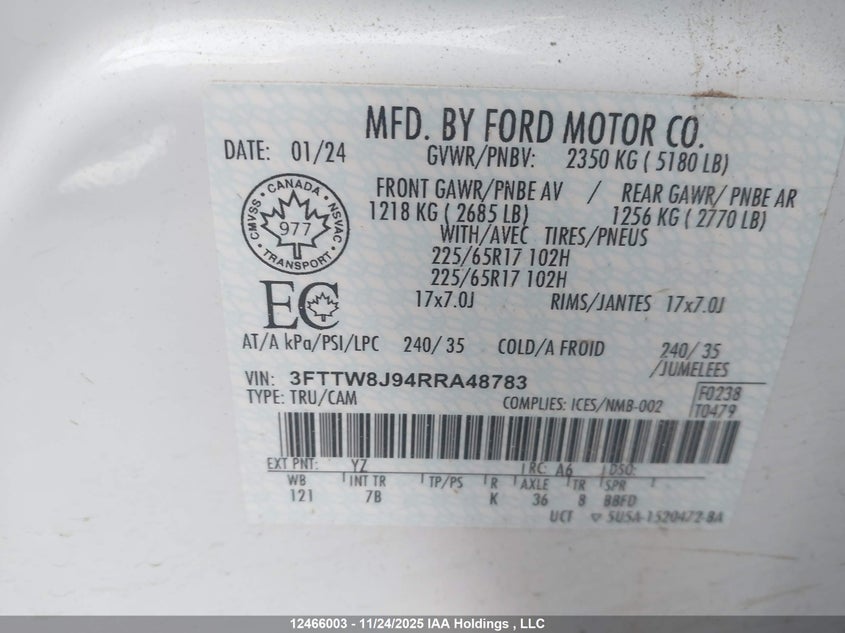 MFD. BY FORD MOTOR CO.
DATE: 01/24 GVWR/PNBV: 2350 KG ( 5180 LB)
FRONT GAWR/PNBE AV / REAR GAWR/ PNBE AR
1218 KG ( 2685 LB) 1256 KG ( 2770 LB)
WITH/AVEC TIRES/PNEUS
225/65R17 102H
225/65R17 102H
17x7.0J RIMS/JANTES 17x7.0J
CMVSS · CANADA · NSVAC · TRANSPORT
977
EC
AT/A kPa/PSI/LPC 240/ 35 COLD/A FROID 240/ 35
/JUMELEES
VIN: 3FTTW8J94RRA48783
TYPE: TRU/CAM COMPLIES: ICES/NMB-002
F0238
T0479
EXT PNT: YZ RC: A6 DSO:
WB INT TR TP/PS R AXLE TR SPR
121 7B K 36 8 BBFD
UCT ▽ 5USA-1520472-BA
12466003 - 11/24/2025 IAA Holdings , LLC